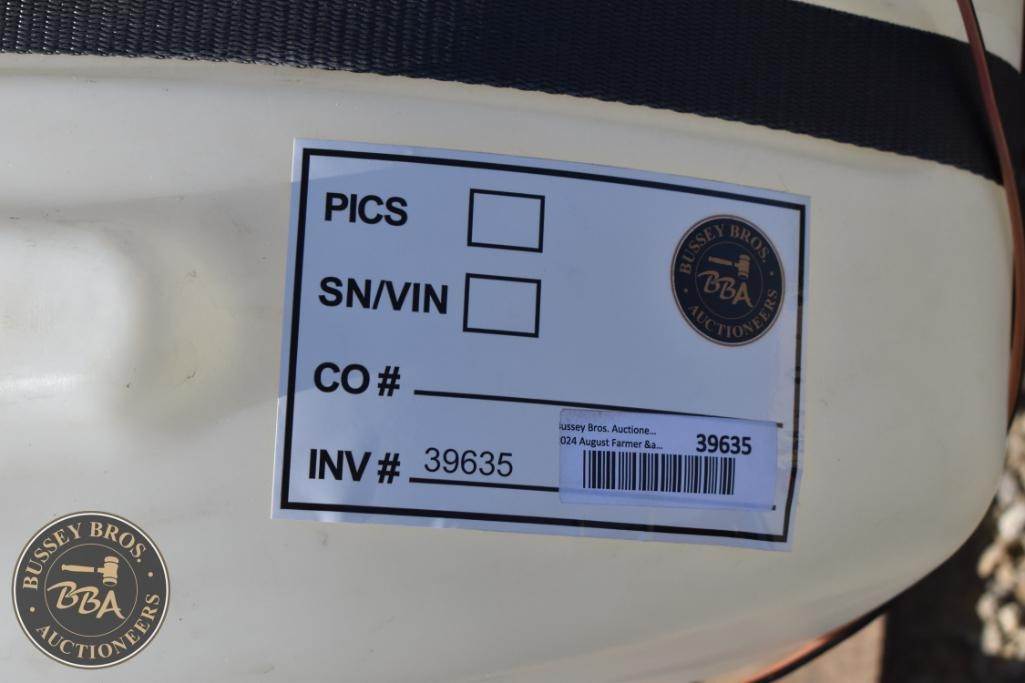 PICS
BUSSEY BROS.
BBA
AUCTIONEERS
SN/VIN
CO #
ussey Bros. Auctione...
024 August Farmer &a...
39635
INV # 39635
BUSSEY BROS.
BBA
AUCTIONEERS